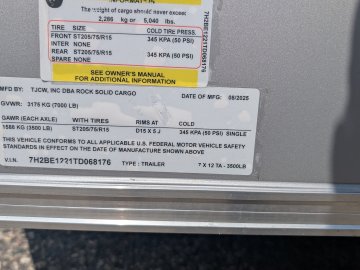 The weight of cargo should never exceed
2,286 kg or 5,040 lbs.
TIRE SIZE COLD TIRE PRESSURE
FRONT ST205/75/R15 345 KPA (50 PSI)
INTER NONE
REAR ST205/75/R15 345 KPA (50 PSI)
SPARE NONE
SEE OWNER'S MANUAL
FOR ADDITIONAL INFORMATION
7H2BE1221TD068176
MANUFACTURED BY: TJCW, INC DBA ROCK SOLID CARGO DATE OF MFG: 08/2025
GVWR: 3176 KG (7000 LB)
GAWR (EACH AXLE) WITH TIRES RIMS AT COLD
1588 KG (3500 LB) ST205/75/R15 D15 X 5 J 345 KPA (50 PSI) SINGLE
THIS VEHICLE CONFORMS TO ALL APPLICABLE U.S. FEDERAL MOTOR VEHICLE SAFETY
STANDARDS IN EFFECT ON THE DATE OF MANUFACTURE SHOWN ABOVE
V.I.N. 7H2BE1221TD068176 TYPE: TRAILER 7 X 12 TA - 3500LB